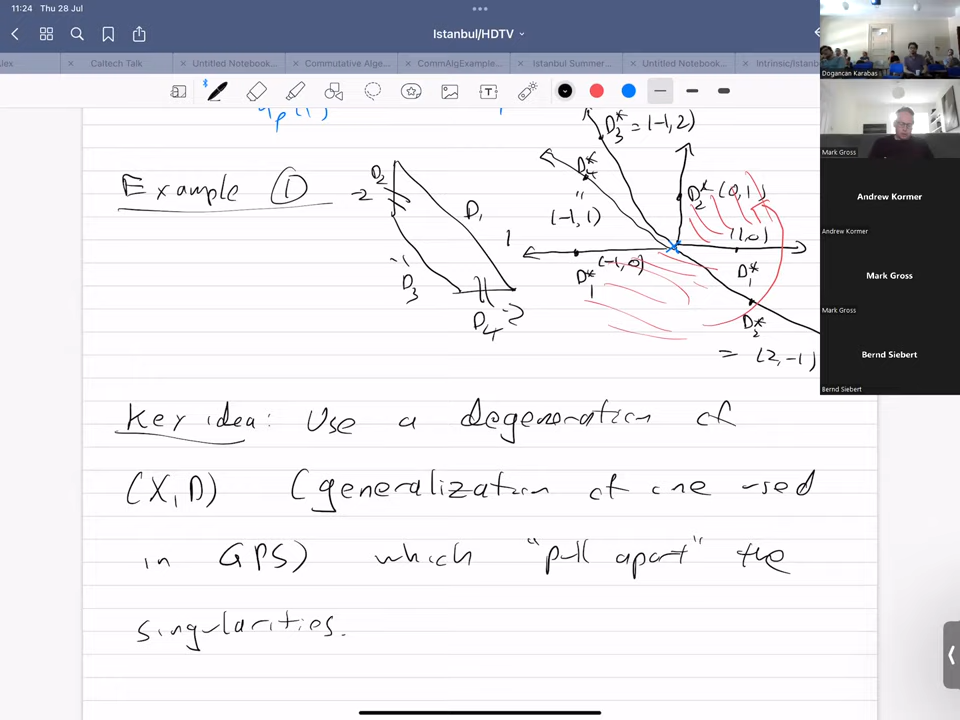 11:24 Thu 28 Jul
Istanbul/HDTV
lex
Caltech Talk
Untitled Notebook...
Commutative Alge...
CommAlgExample...
Istanbul Summer...
Untitled Notebook...
Intrinsic/Istanb
Dogancan Karabas
Mark Gross
Andrew Kormer
Andrew Kormer
Mark Gross
Mark Gross
Bernd Siebert
Bernd Siebert
Example ①
D2
-2
D1
1
-1
D3
D4 -2
D3* = (-1,2)
D4*
"
(-1,1)
D2* (0,1)
(1,0)
D1*
(-1,0)
D1*
D2*
= (2,-1)
Key idea: Use a degeneration of
(X,D) (generalization of one used
in GPS) which "pull apart" the
singularities.